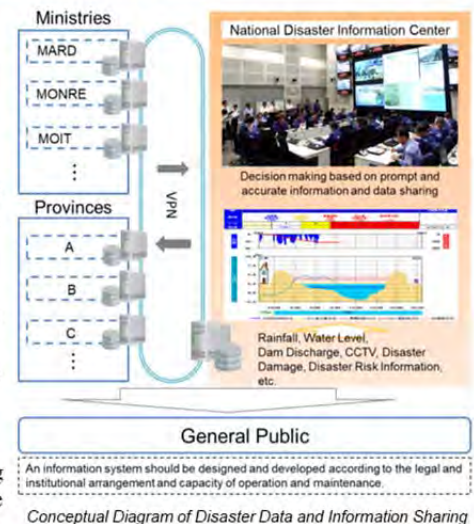 Ministries
MARD
MONRE
MOIT
⋮
Provinces
A
B
C
⋮
VPN
National Disaster Information Center
Decision making based on prompt and
accurate information and data sharing
Rainfall, Water Level,
Dam Discharge, CCTV, Disaster
Damage, Disaster Risk Information,
etc.
General Public
An information system should be designed and developed according to the legal and
institutional arrangement and capacity of operation and maintenance.
Conceptual Diagram of Disaster Data and Information Sharing